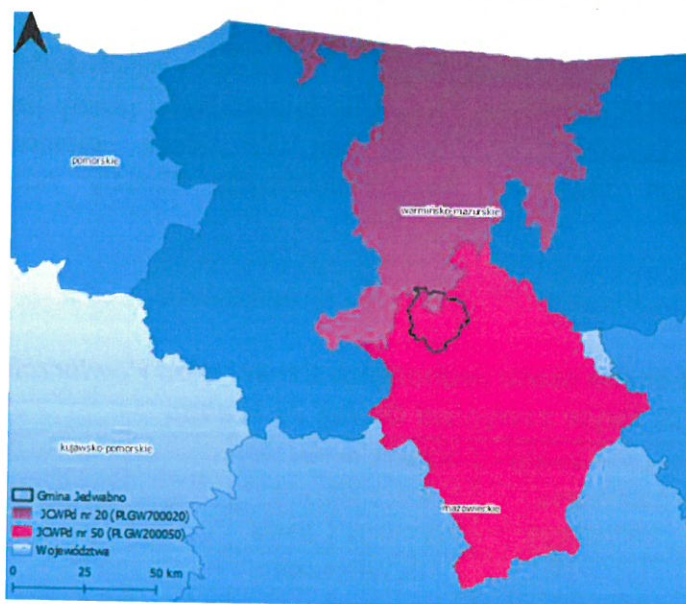 pomorskie
warmińsko-mazurskie
kujawsko-pomorskie
mazowieckie
Gmina Jedwabno
JCWPd nr 20 (PLGW700020)
JCWPd nr 50 (PLGW200050)
Województwa
0 25 50 km